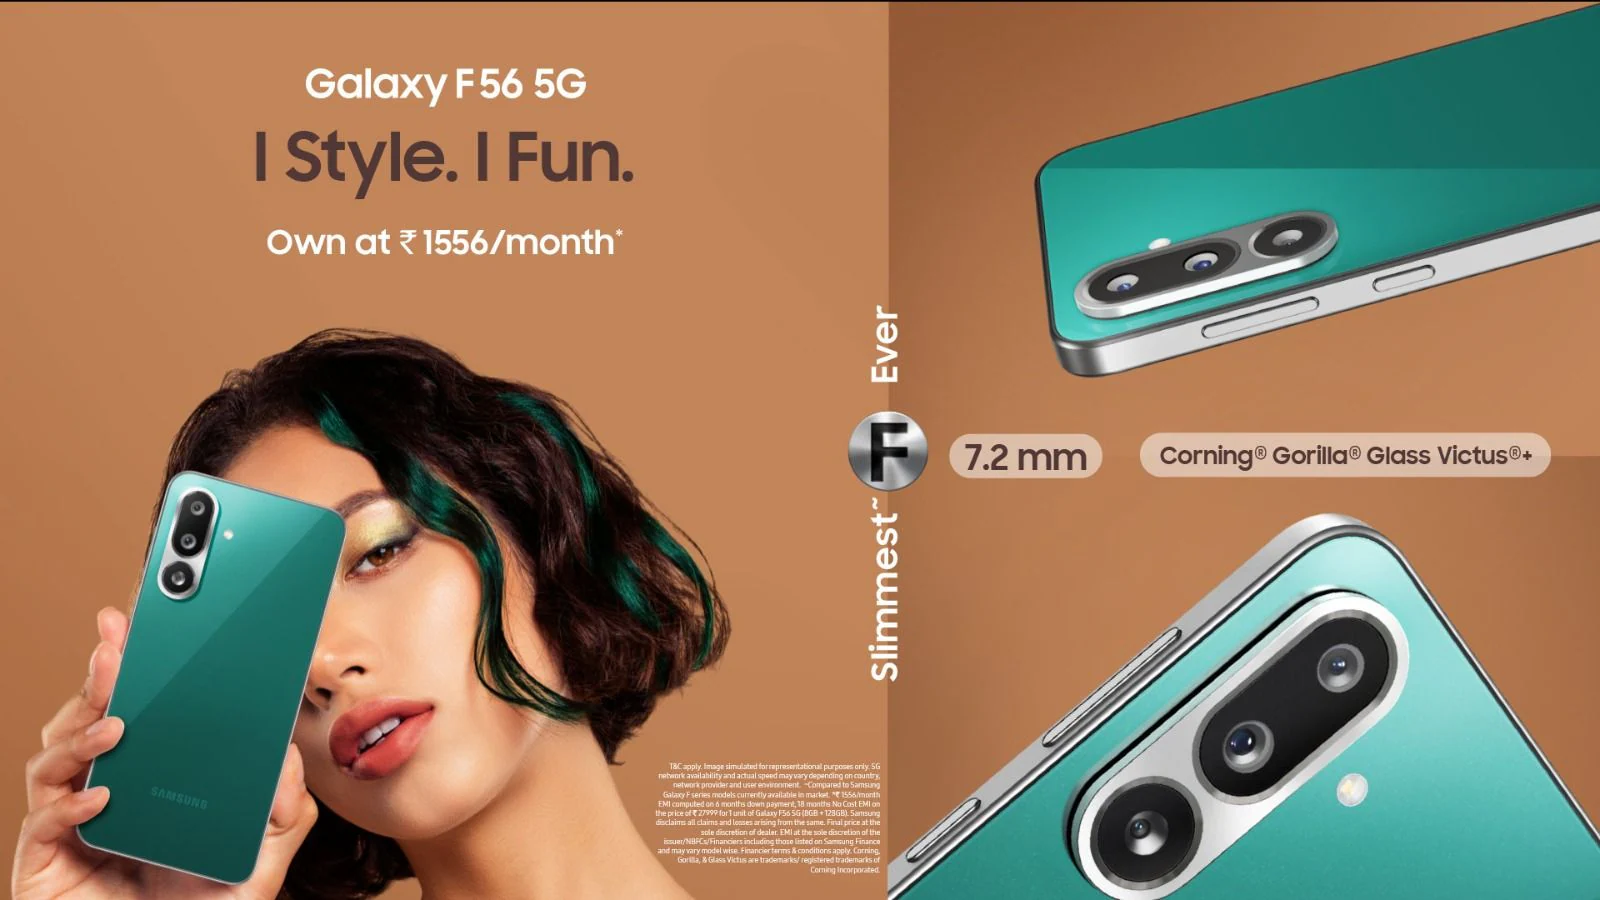 Galaxy F56 5G
I Style. I Fun.
Own at ₹1556/month*
SAMSUNG
T&C apply. Image simulated for representational purposes only. 5G
network availability and actual speed may vary depending on country,
network provider and user environment. ~Compared to Samsung
Galaxy F series models currently available in market. *₹1556/month
EMI computed on 6 months down payment, 18 months No Cost EMI on
the price of ₹27999 for 1 unit of Galaxy F56 5G (8GB + 128GB). Samsung
disclaims all claims and losses arising from the same. Final price at the
sole discretion of dealer. EMI at the sole discretion of the
issuer/NBFCs/Financiers including those listed on Samsung Finance
and may vary model wise. Financier terms & conditions apply. Corning,
Gorilla, & Glass Victus are trademarks/ registered trademarks of
Corning Incorporated.
Slimmest~ F Ever
7.2 mm
Corning® Gorilla® Glass Victus®+